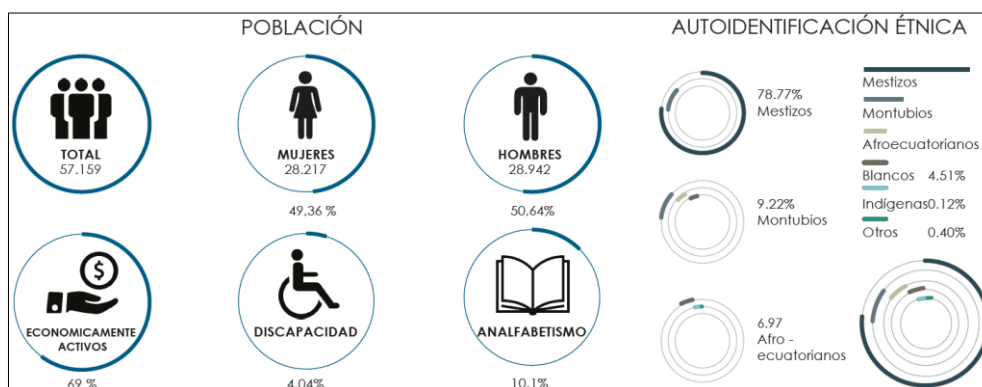 POBLACIÓN
TOTAL
57.159
MUJERES
28.217
49,36 %
HOMBRES
28.942
50,64%
$
ECONOMICAMENTE
ACTIVOS
69 %
DISCAPACIDAD
4.04%
ANALFABETISMO
10.1%
AUTOIDENTIFICACIÓN ÉTNICA
78.77%
Mestizos
9.22%
Montubios
6.97
Afro -
ecuatorianos
Mestizos
Montubios
Afroecuatorianos
Blancos 4.51%
Indígenas0.12%
Otros 0.40%